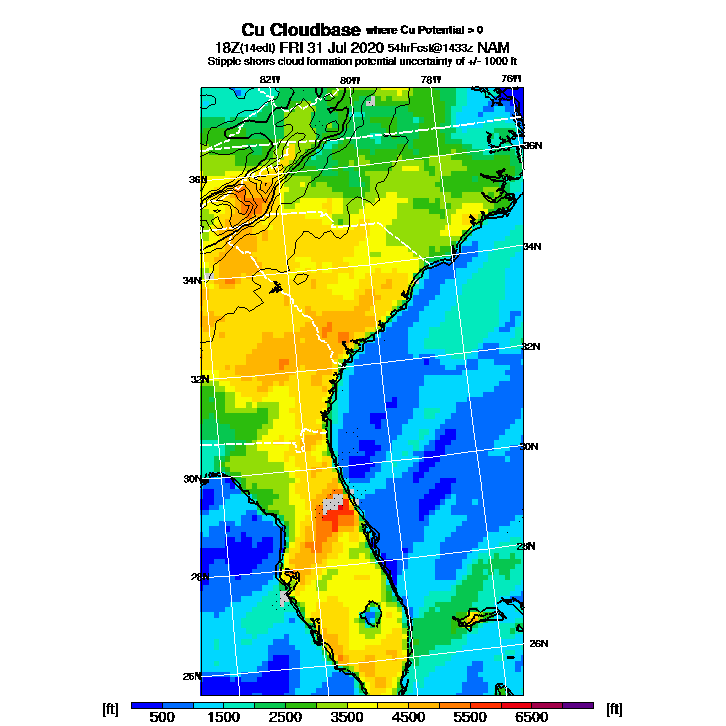 Cu Cloudbase where Cu Potential > 0
18Z(14edt) FRI 31 Jul 2020 54hrFcst@1433z NAM
Stipple shows cloud formation potential uncertainty of +/- 1000 ft
82W 80W 78W 76W
36N
36N
34N
34N
32N
32N
30N
30N
28N
28N
26N
26N
[ft] 500 1500 2500 3500 4500 5500 6500 [ft]